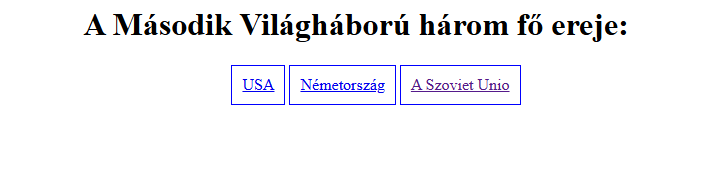 A Második Világháború három fő ereje:
USA Németország A Szoviet Unio